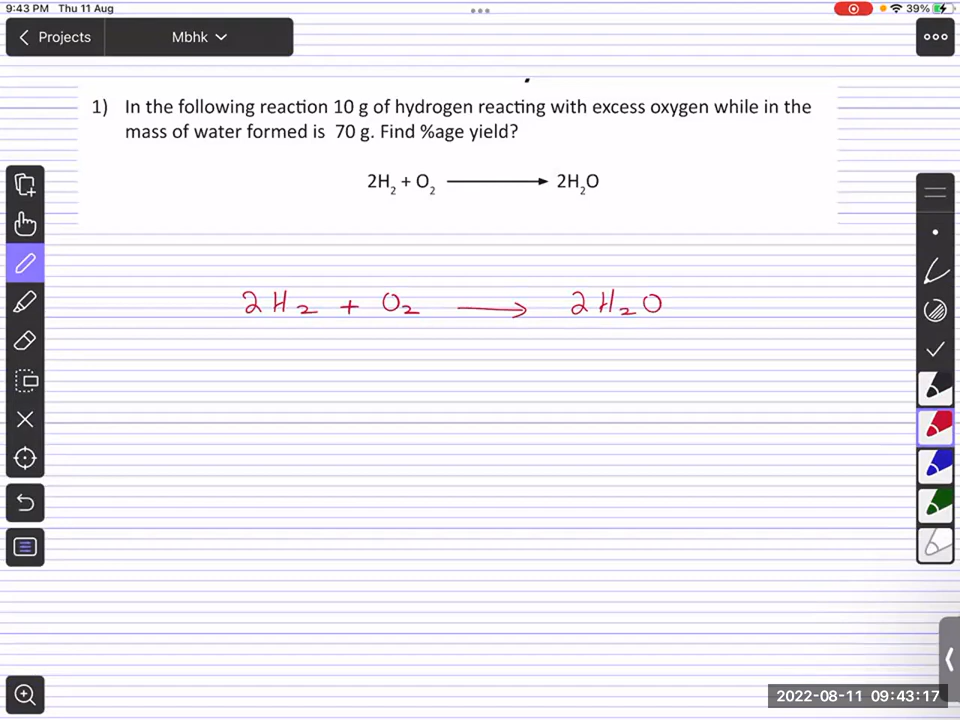 9:43 PM Thu 11 Aug
39%
Projects
Mbhk
1) In the following reaction 10 g of hydrogen reacting with excess oxygen while in the
mass of water formed is 70 g. Find %age yield?
2H₂ + O₂ ⟶ 2H₂O
2H₂ + O₂ ⟶ 2H₂O
2022-08-11 09:43:17